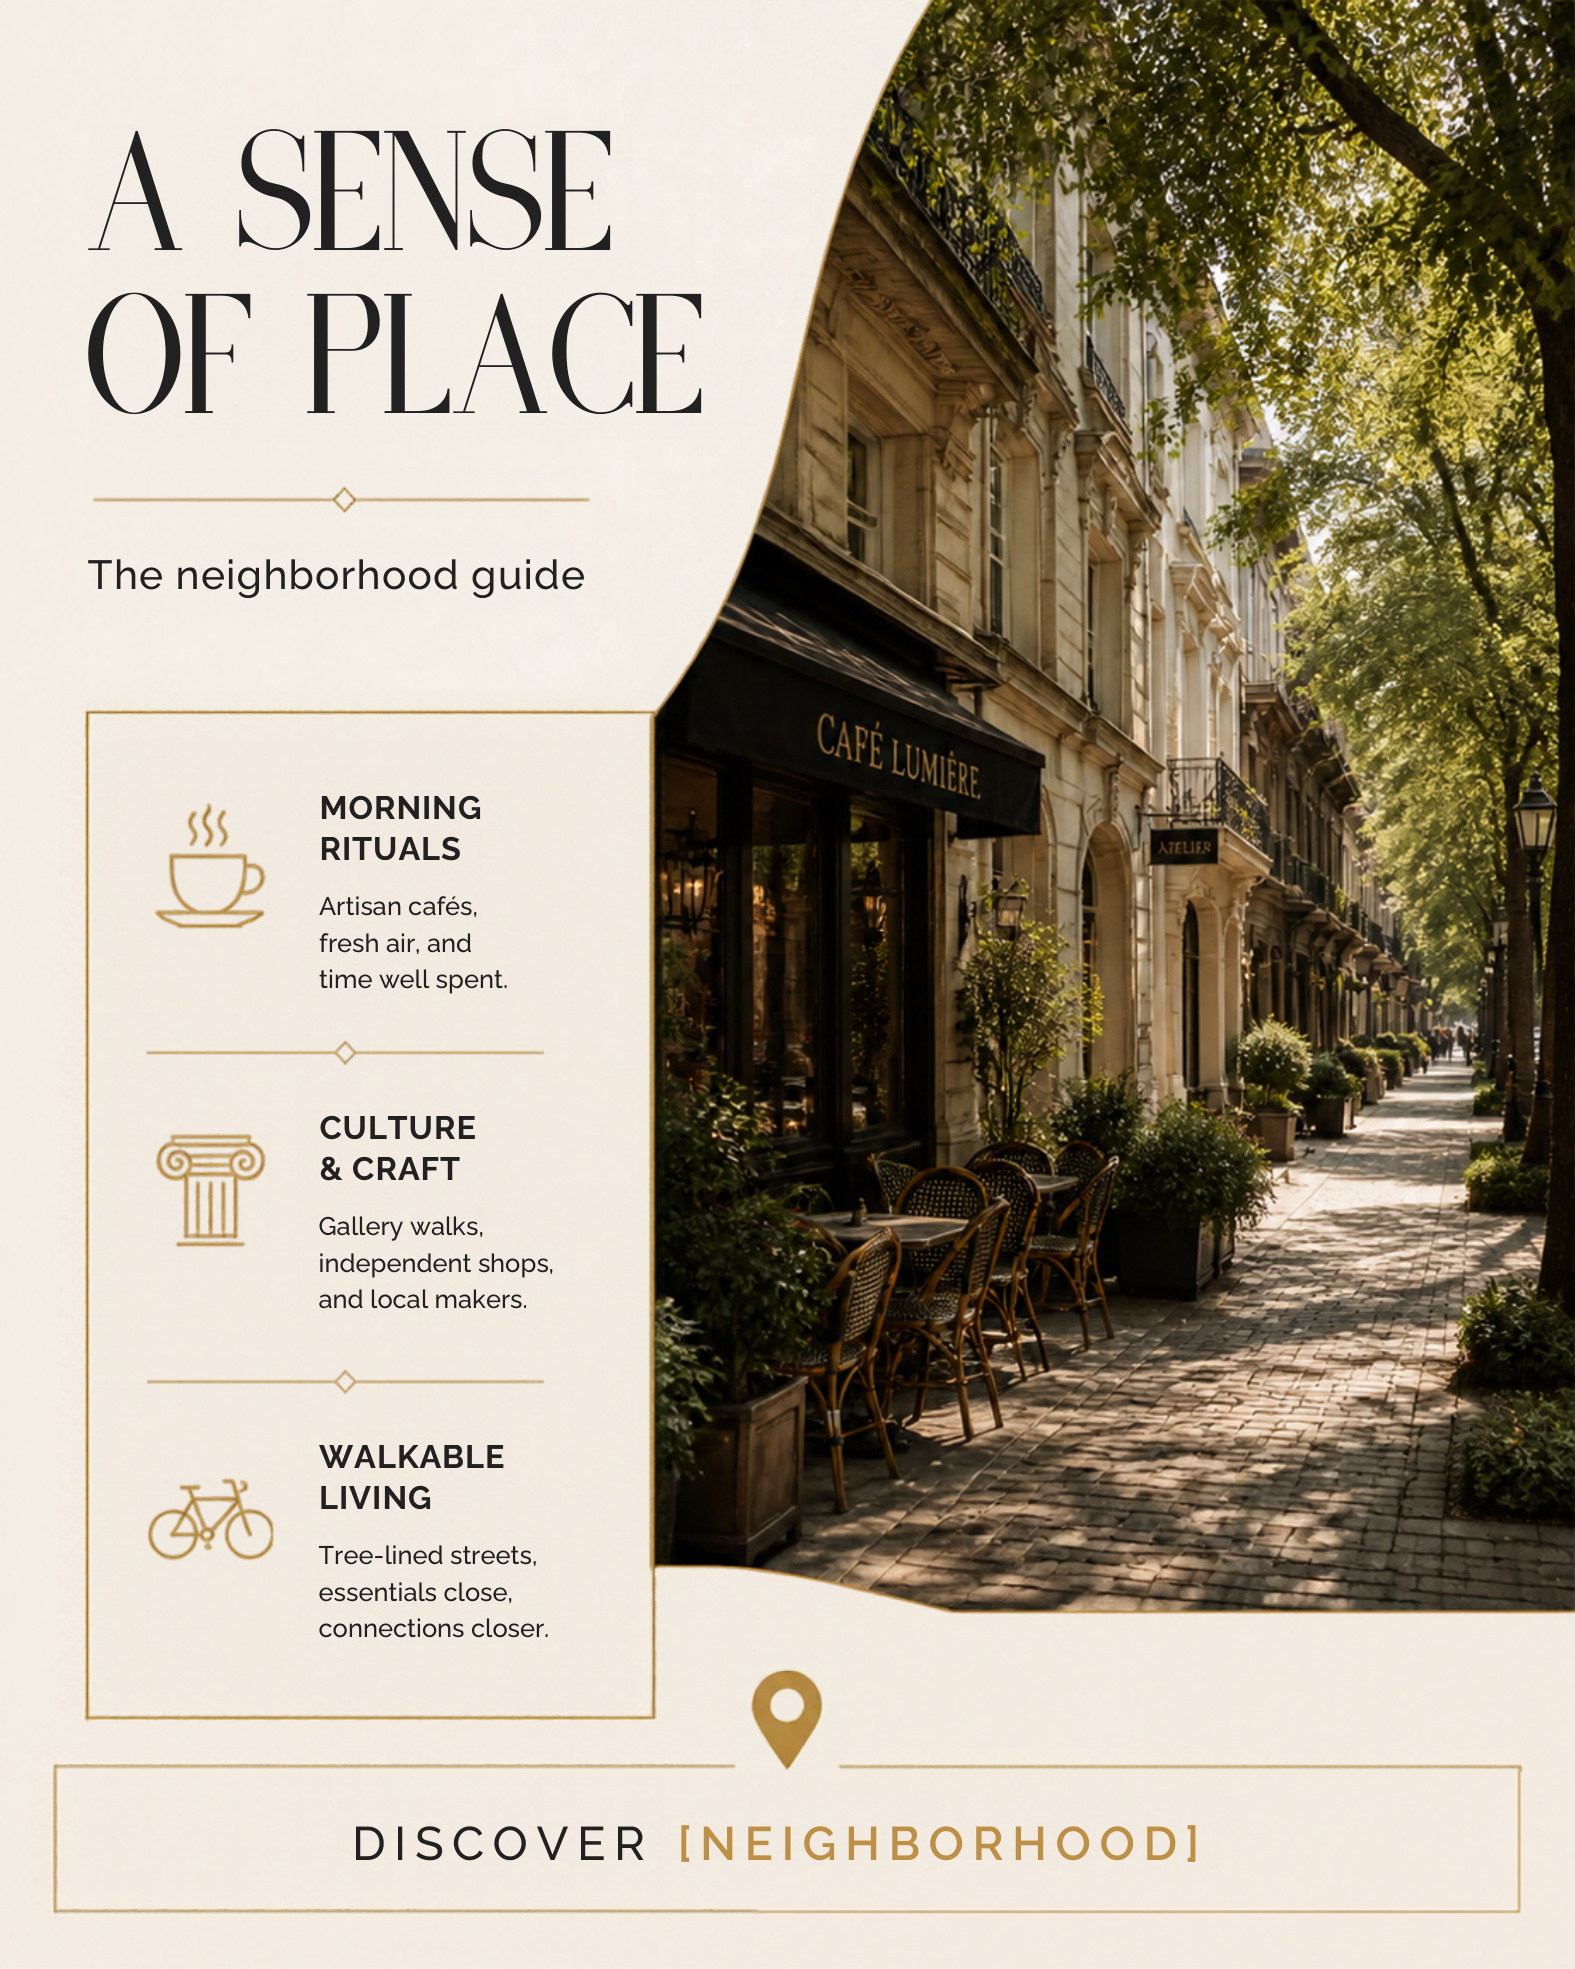 A SENSE
OF PLACE
The neighborhood guide
MORNING
RITUALS
Artisan cafés,
fresh air, and
time well spent.
CULTURE
& CRAFT
Gallery walks,
independent shops,
and local makers.
WALKABLE
LIVING
Tree-lined streets,
essentials close,
connections closer.
CAFÉ LUMIÈRE
ATELIER
DISCOVER [NEIGHBORHOOD]